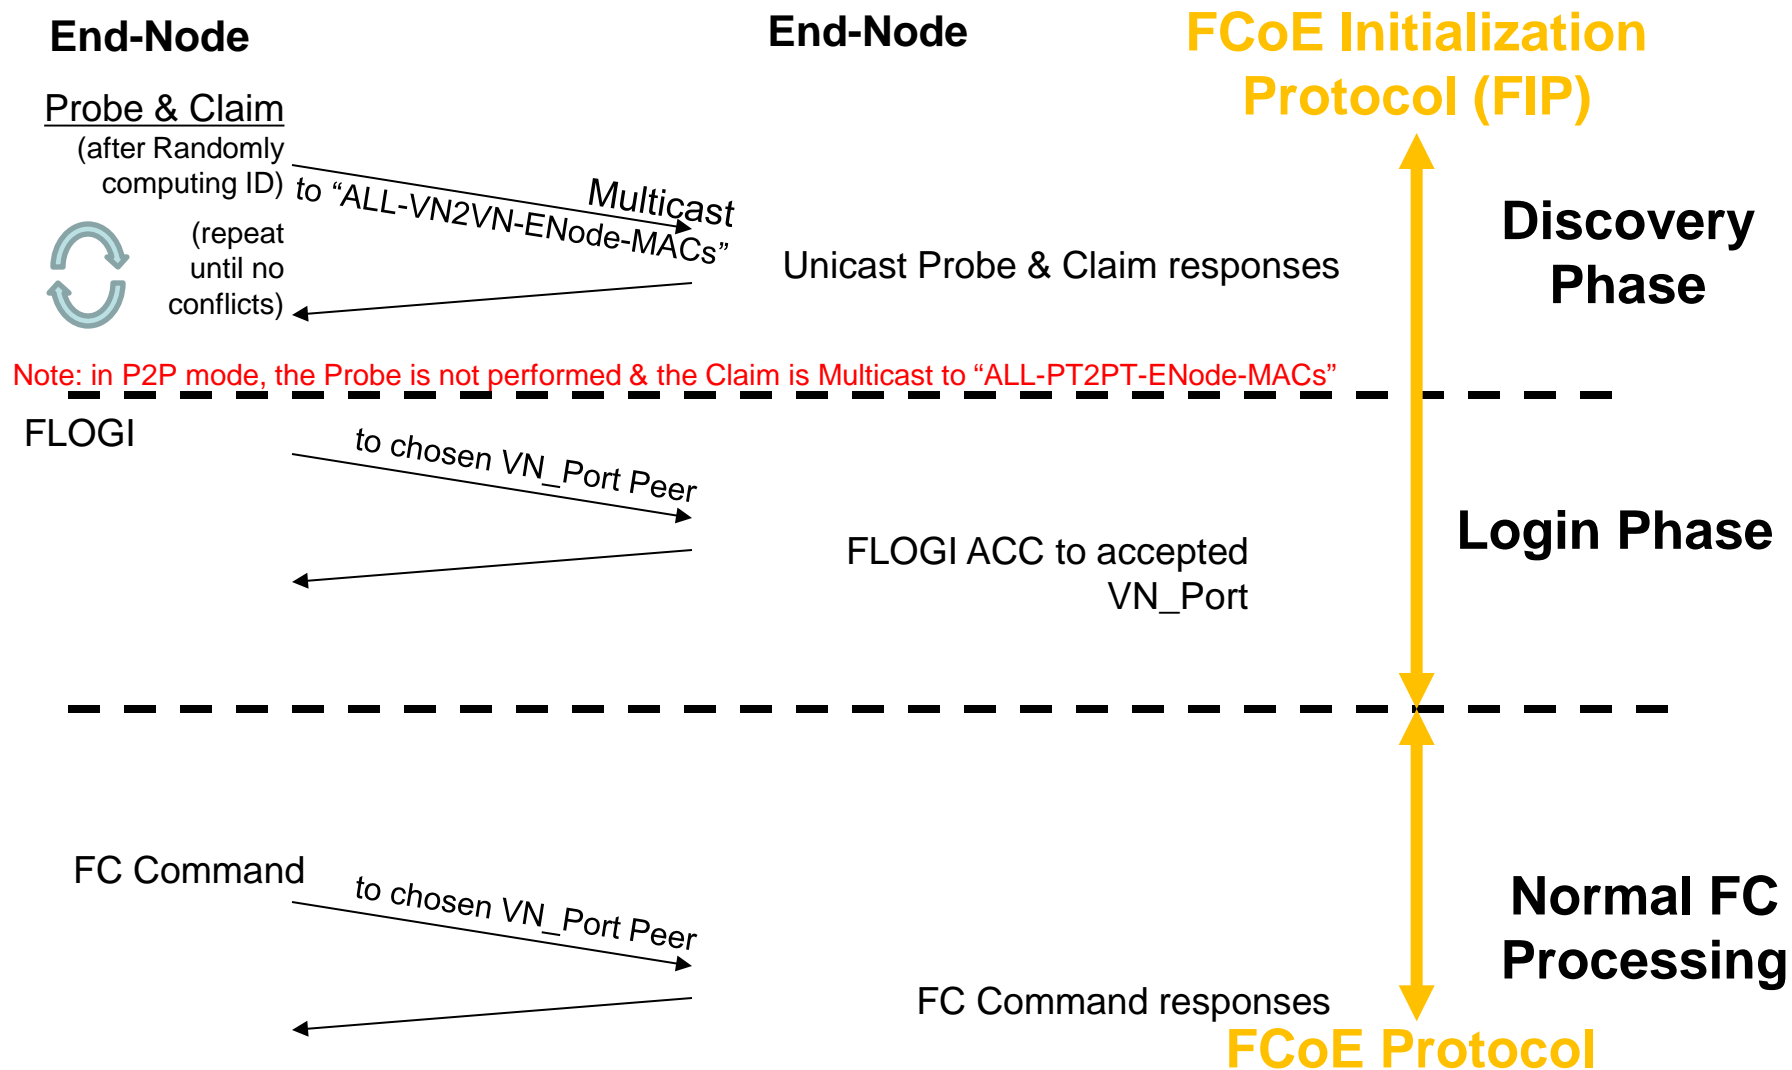 End-Node
End-Node
FCoE Initialization
Protocol (FIP)
Probe & Claim
(after Randomly
computing ID)
Multicast
to “ALL-VN2VN-ENode-MACs”
(repeat
until no
conflicts)
Unicast Probe & Claim responses
Discovery
Phase
Note: in P2P mode, the Probe is not performed & the Claim is Multicast to “ALL-PT2PT-ENode-MACs”
FLOGI
to chosen VN_Port Peer
FLOGI ACC to accepted
VN_Port
Login Phase
FC Command
to chosen VN_Port Peer
FC Command responses
Normal FC
Processing
FCoE Protocol